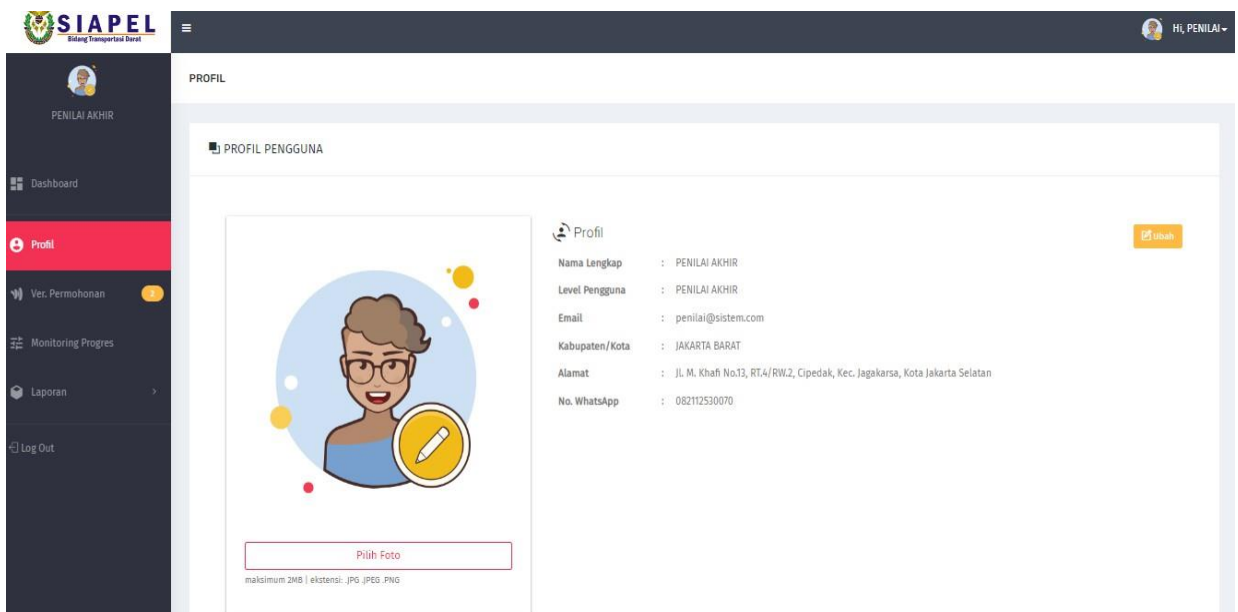 SIAPEL
Bidang Transportasi Darat
Hi, PENILAI
PENILAI AKHIR
Dashboard
Profil
Ver. Permohonan 2
Monitoring Progres
Laporan
Log Out
PROFIL
PROFIL PENGGUNA
Pilih Foto
maksimum 2MB | ekstensi: .JPG .JPEG .PNG
Profil
Ubah
Nama Lengkap : PENILAI AKHIR
Level Pengguna : PENILAI AKHIR
Email : penilai@sistem.com
Kabupaten/Kota : JAKARTA BARAT
Alamat : JL. M. Khafi No.13, RT.4/RW.2, Cipedak, Kec. Jagakarsa, Kota Jakarta Selatan
No. WhatsApp : 082112530070